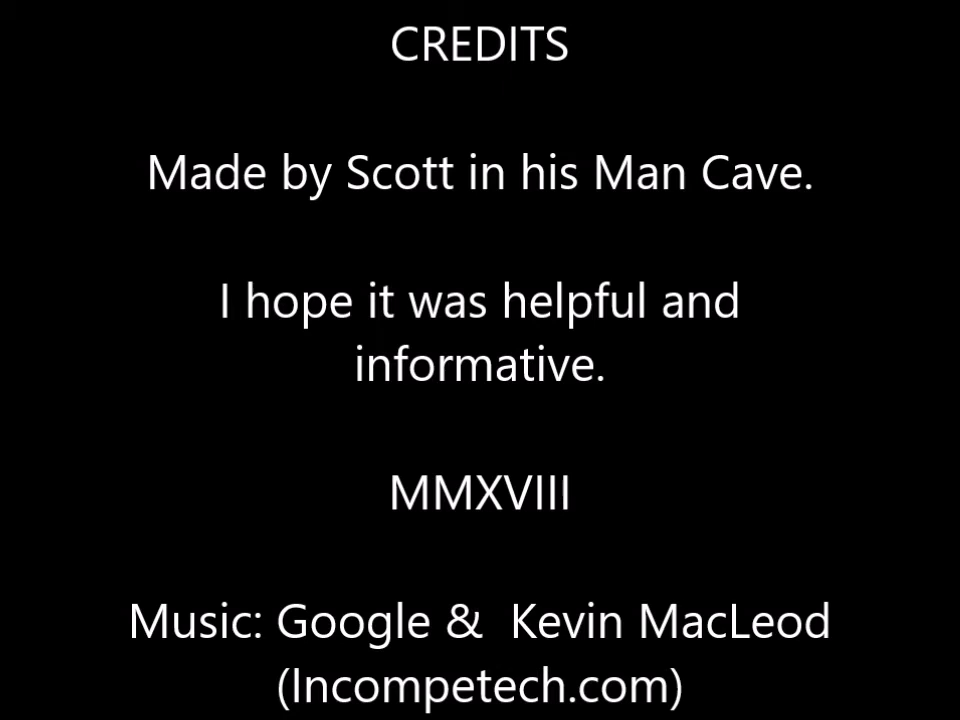 CREDITS
Made by Scott in his Man Cave.
I hope it was helpful and
informative.
MMXVIII
Music: Google &  Kevin MacLeod
(Incompetech.com)